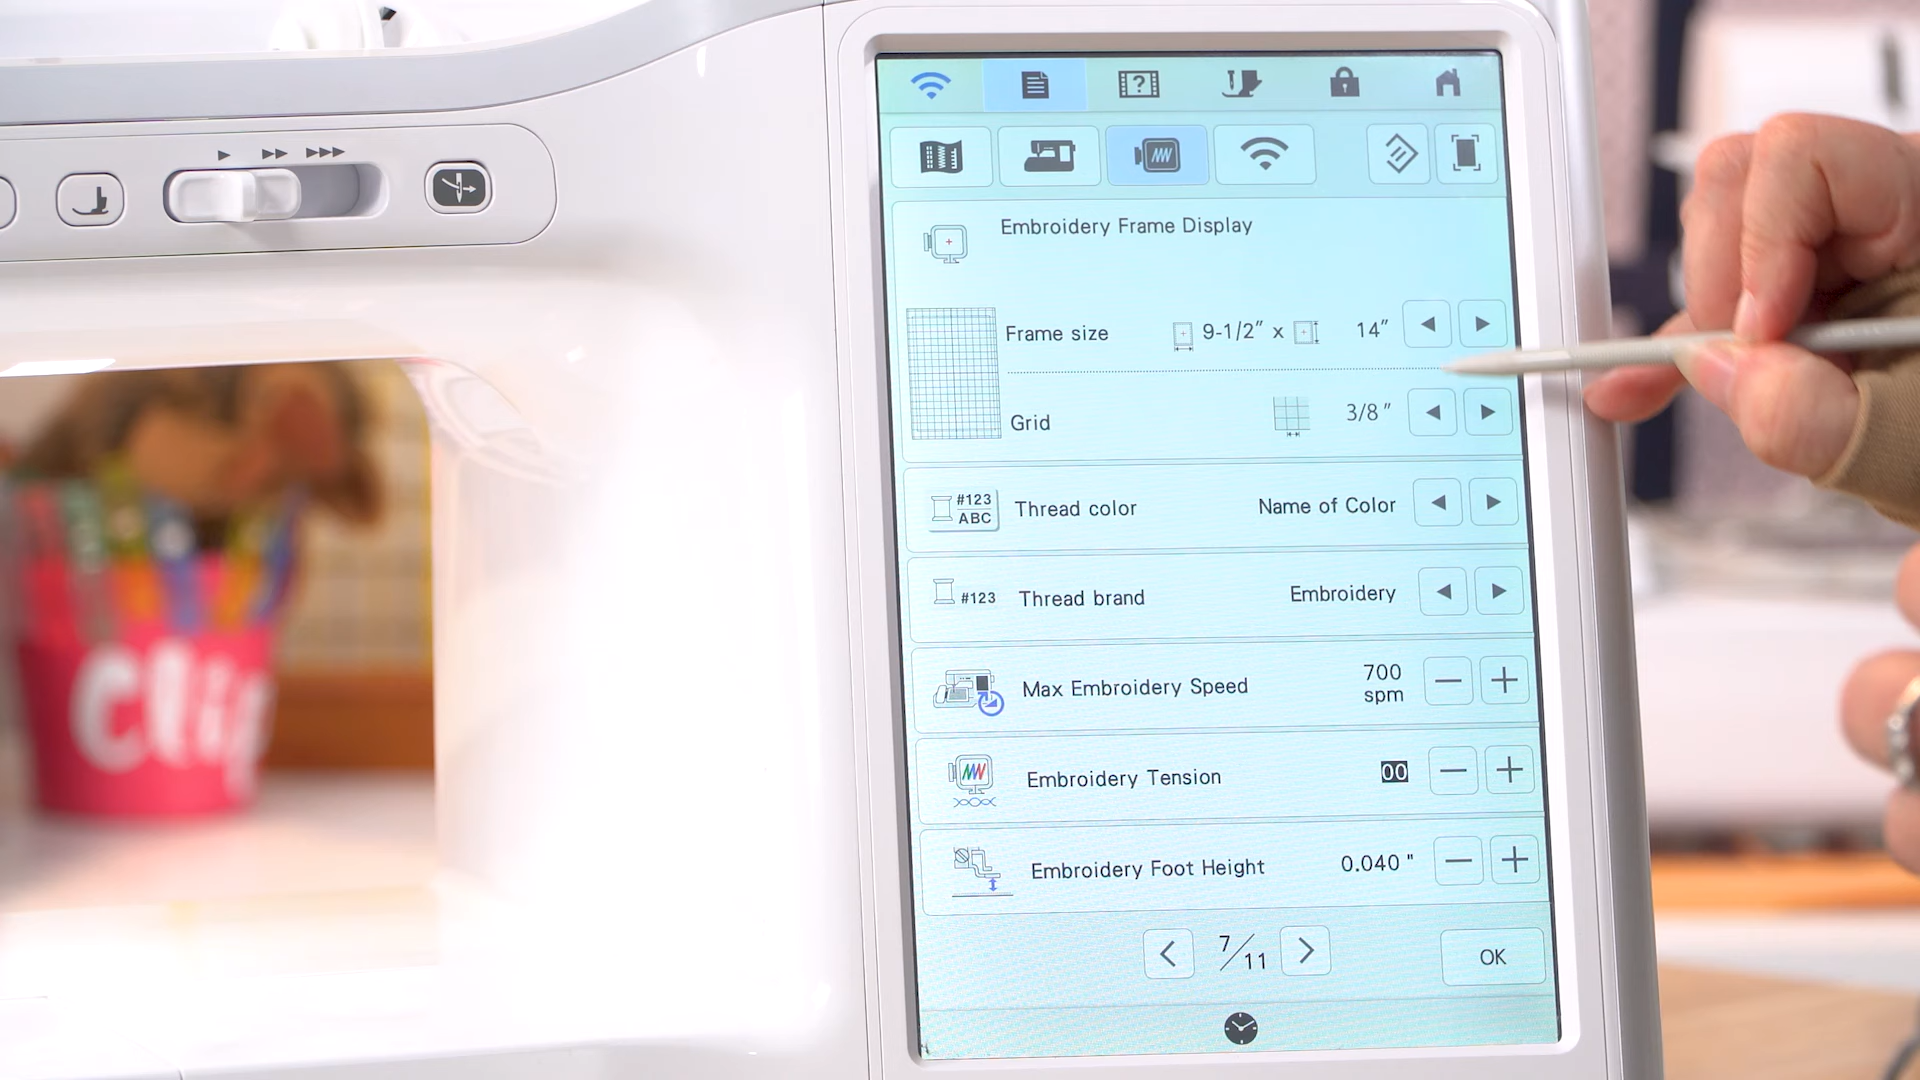 Embroidery Frame Display
Frame size 9-1/2" x 14"
Grid 3/8"
#123
ABC
Thread color Name of Color
#123 Thread brand Embroidery
Max Embroidery Speed 700
spm
Embroidery Tension 00
Embroidery Foot Height 0.040 "
7/11
OK
Clip